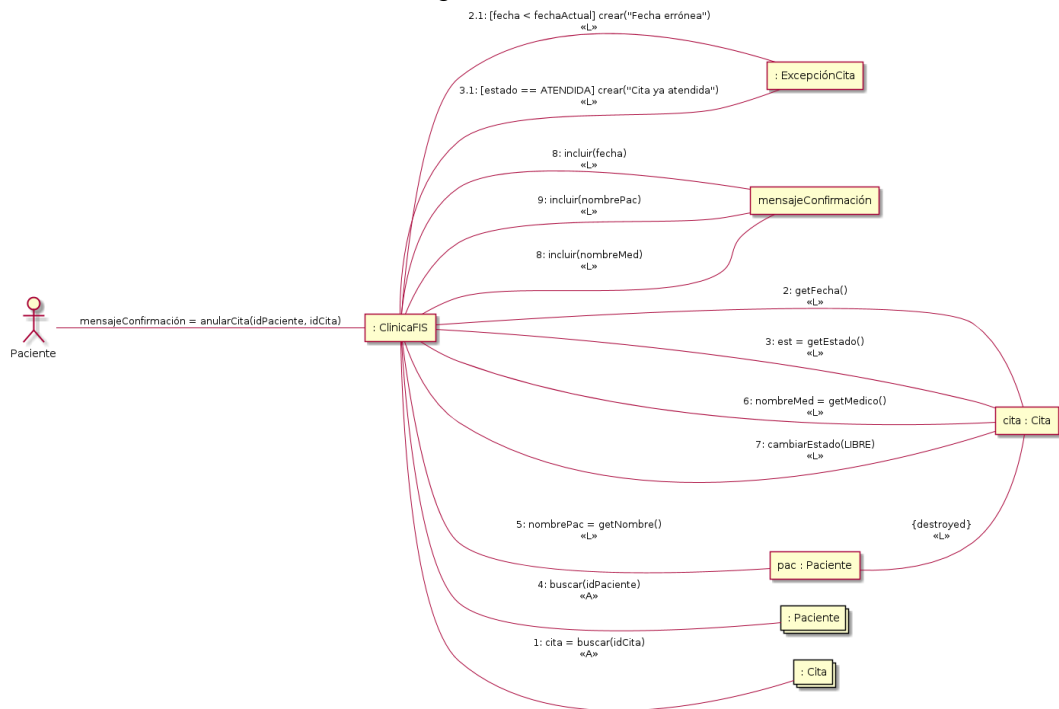 2.1: [fecha < fechaActual] crear("Fecha errónea")
«L»
: ExcepciónCita
3.1: [estado == ATENDIDA] crear("Cita ya atendida")
«L»
8: incluir(fecha)
«L»
mensajeConfirmación
9: incluir(nombrePac)
«L»
8: incluir(nombreMed)
«L»
2: getFecha()
«L»
mensajeConfirmación = anularCita(idPaciente, idCita)
: ClinicaFIS
Paciente
3: est = getEstado()
«L»
6: nombreMed = getMedico()
«L»
cita : Cita
7: cambiarEstado(LIBRE)
«L»
5: nombrePac = getNombre()
«L»
{destroyed}
«L»
pac : Paciente
4: buscar(idPaciente)
«A»
: Paciente
1: cita = buscar(idCita)
«A»
: Cita